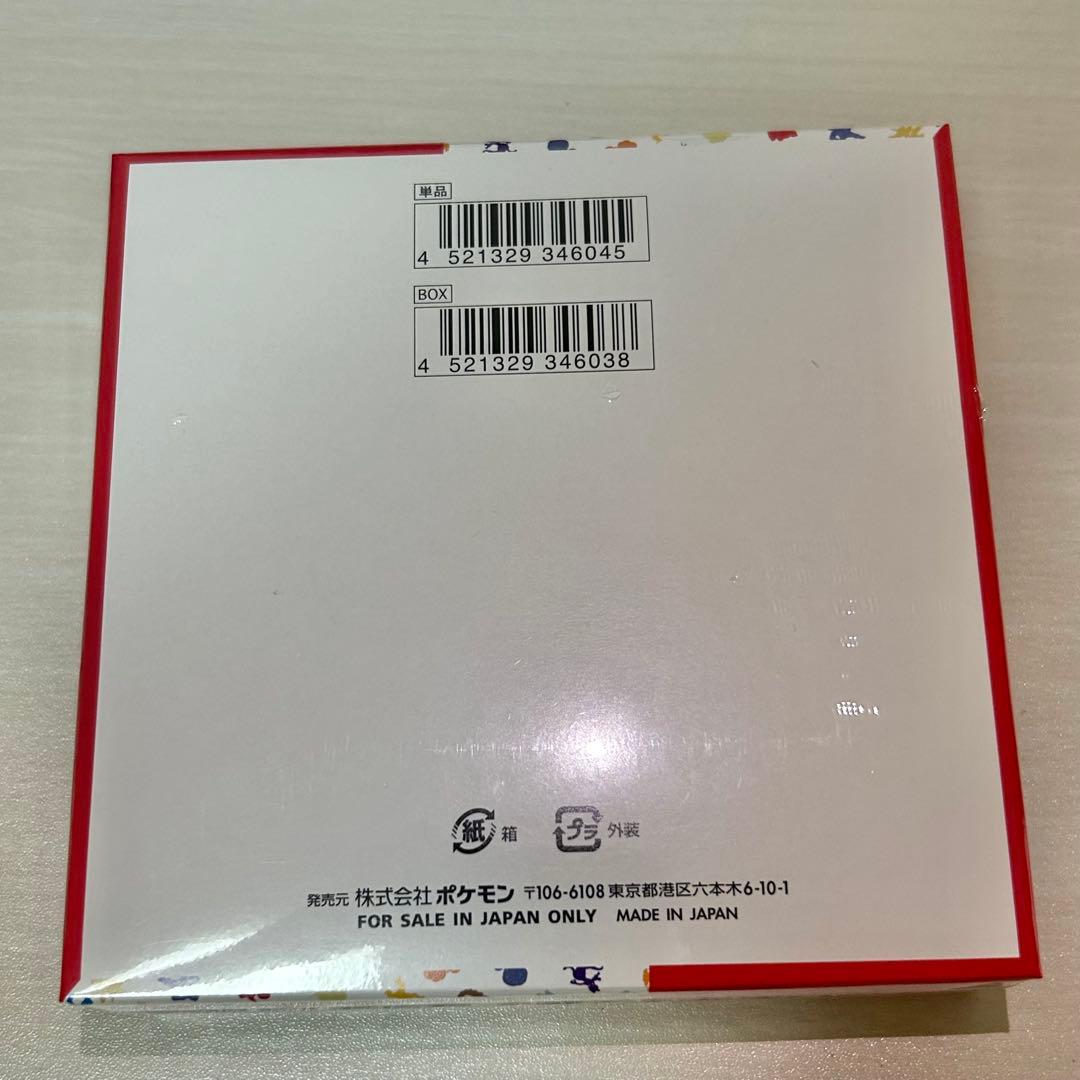 単品
4 521329 346045
BOX
4 521329 346038
紙 箱 プラ 外装
発売元 株式会社ポケモン 〒106-6108 東京都港区六本木6-10-1
FOR SALE IN JAPAN ONLY MADE IN JAPAN